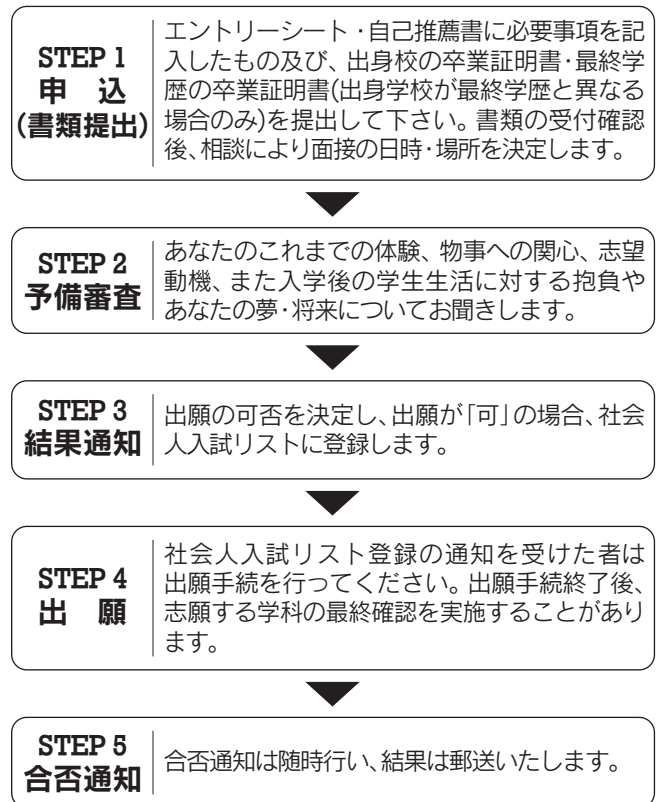 STEP 1
申　込
(書類提出)
エントリーシート・自己推薦書に必要事項を記
入したもの及び、出身校の卒業証明書・最終学
歴の卒業証明書(出身学校が最終学歴と異なる
場合のみ)を提出して下さい。書類の受付確認
後、相談により面接の日時・場所を決定します。
STEP 2
予備審査
あなたのこれまでの体験、物事への関心、志望
動機、また入学後の学生生活に対する抱負や
あなたの夢・将来についてお聞きします。
STEP 3
結果通知
出願の可否を決定し、出願が「可」の場合、社会
人入試リストに登録します。
STEP 4
出　願
社会人入試リスト登録の通知を受けた者は
出願手続を行ってください。出願手続終了後、
志願する学科の最終確認を実施することがあり
ます。
STEP 5
合否通知
合否通知は随時行い、結果は郵送いたします。